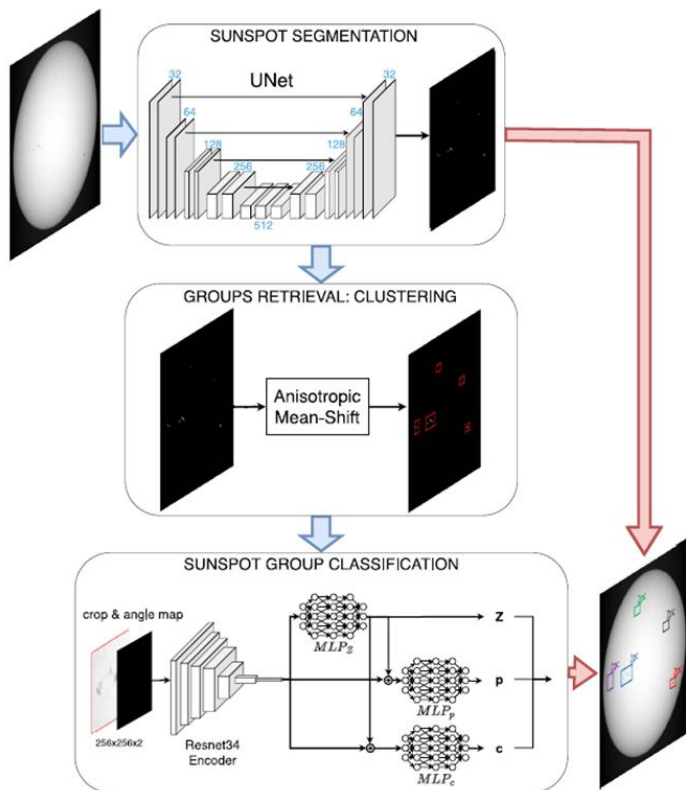 SUNSPOT SEGMENTATION
32
UNet
32
64
64
128
128
256
256
512
GROUPS RETRIEVAL: CLUSTERING
Anisotropic
Mean-Shift
SUNSPOT GROUP CLASSIFICATION
crop & angle map
256x256x2
Resnet34
Encoder
MLP_Z
Z
MLP_p
p
MLP_c
c